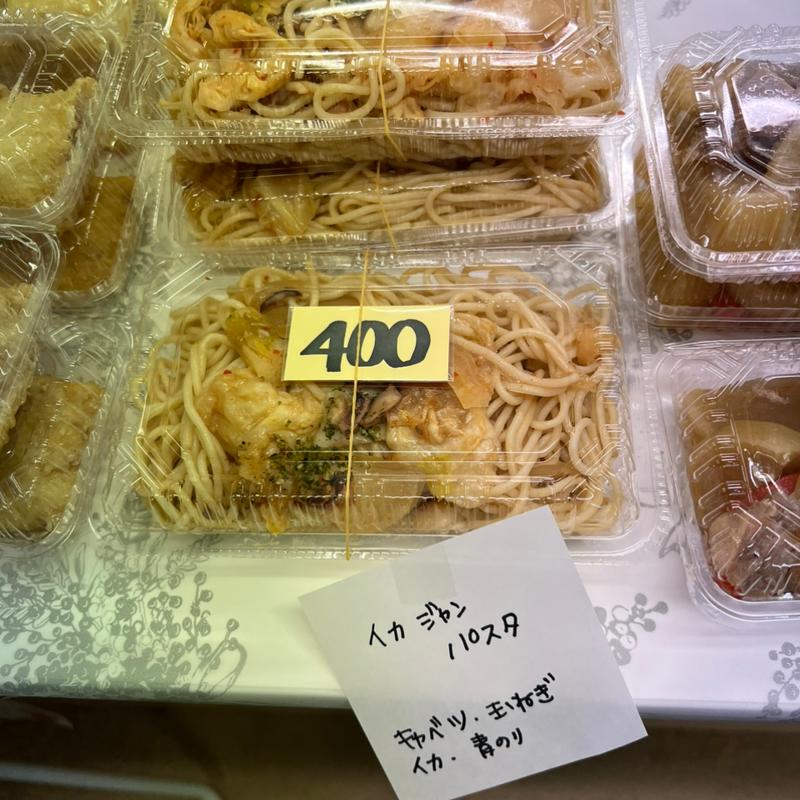 400
イカ ジャン
パスタ
キャベツ・玉ねぎ
イカ・青のり